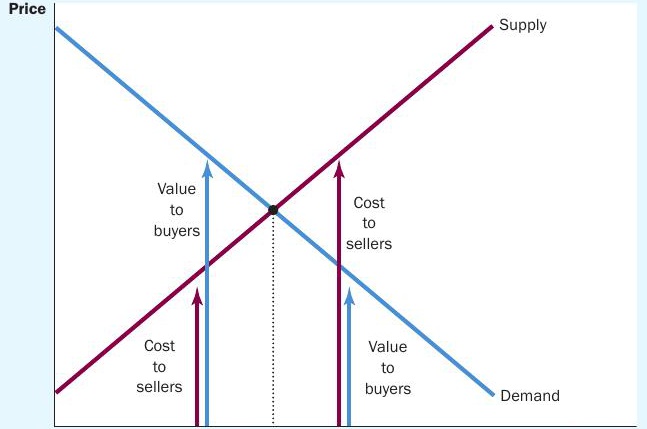 Price
Supply
Value
to
buyers
Cost
to
sellers
Cost
to
sellers
Value
to
buyers
Demand